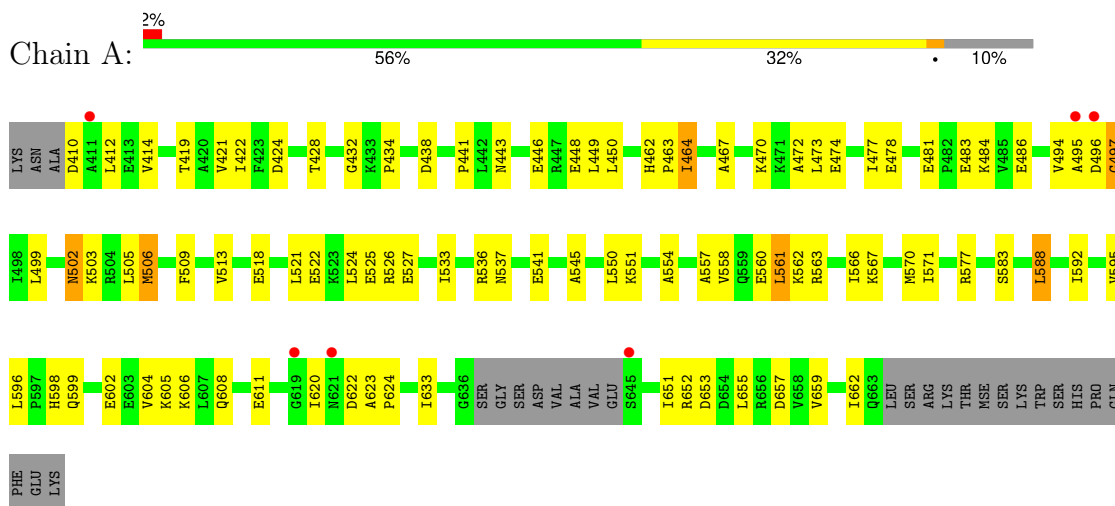 2%
Chain A:
56% 32% • 10%
LYS ASN ALA D410 A411 L412 E413 V414 T419 A420 V421 I422 F423 D424 T428 G432 K433 P434 D438 P441 L442 N443 E446 R447 E448 L449 L450 H462 P463 I464 A467 K470 K471 A472 L473 E474 I477 E478 E481 P482 E483 K484 V485 E486 V494 A495 D496 C497
I498 L499 N502 K503 R504 L505 M506 F509 V513 E518 L521 E522 K523 L524 E525 R526 E527 I533 R536 N537 E541 A545 L550 K551 A554 A557 V558 Q559 E560 L561 K562 R563 I566 K567 M570 I571 R577 S583 L588 I592 V595
L596 P597 H598 Q599 E602 E603 V604 K605 K606 L607 Q608 E611 G619 I620 N621 D622 A623 P624 I633 G636 SER GLY SER ASP VAL ALA VAL GLU S645 I651 R652 D653 D654 L655 R656 D657 V658 V659 I662 Q663 LEU SER ARG LYS THR MSE SER LYS TRP SER HIS PRO GLN
PHE GLU LYS